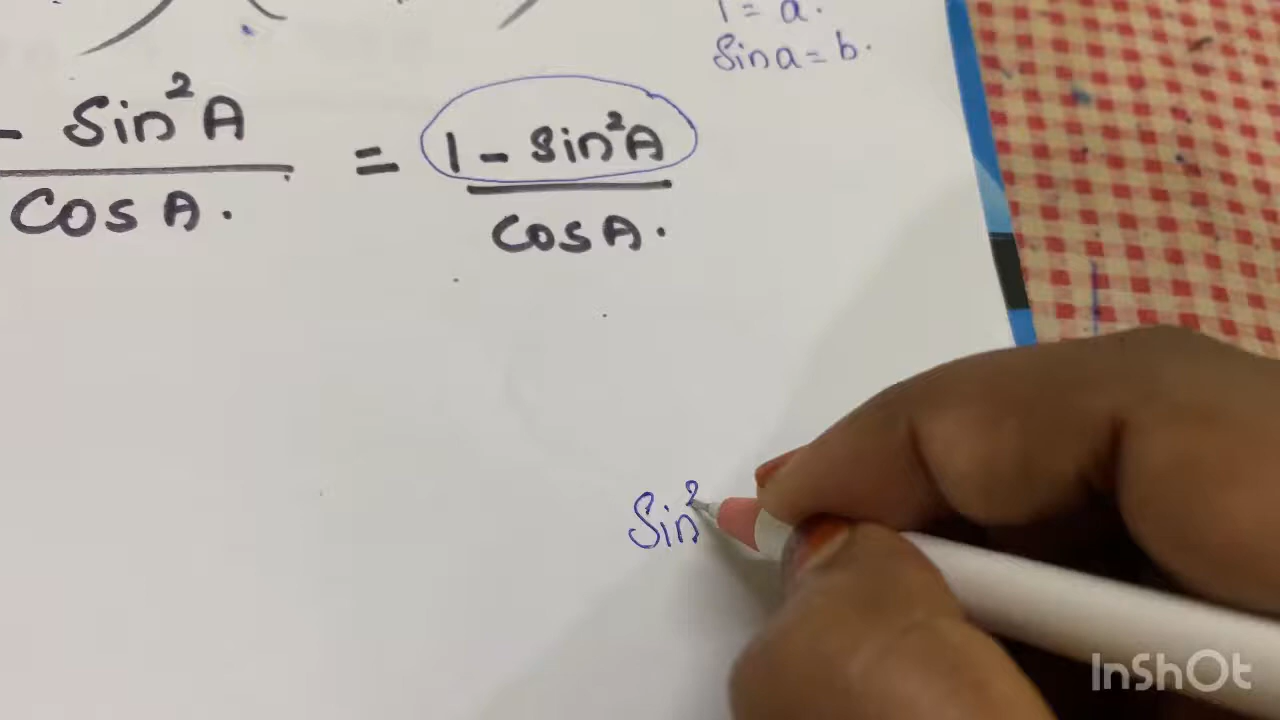 1 = a.
Sin a = b.
- Sin²A = 1 - Sin²A
Cos A. Cos A.
Sin²
InShOt